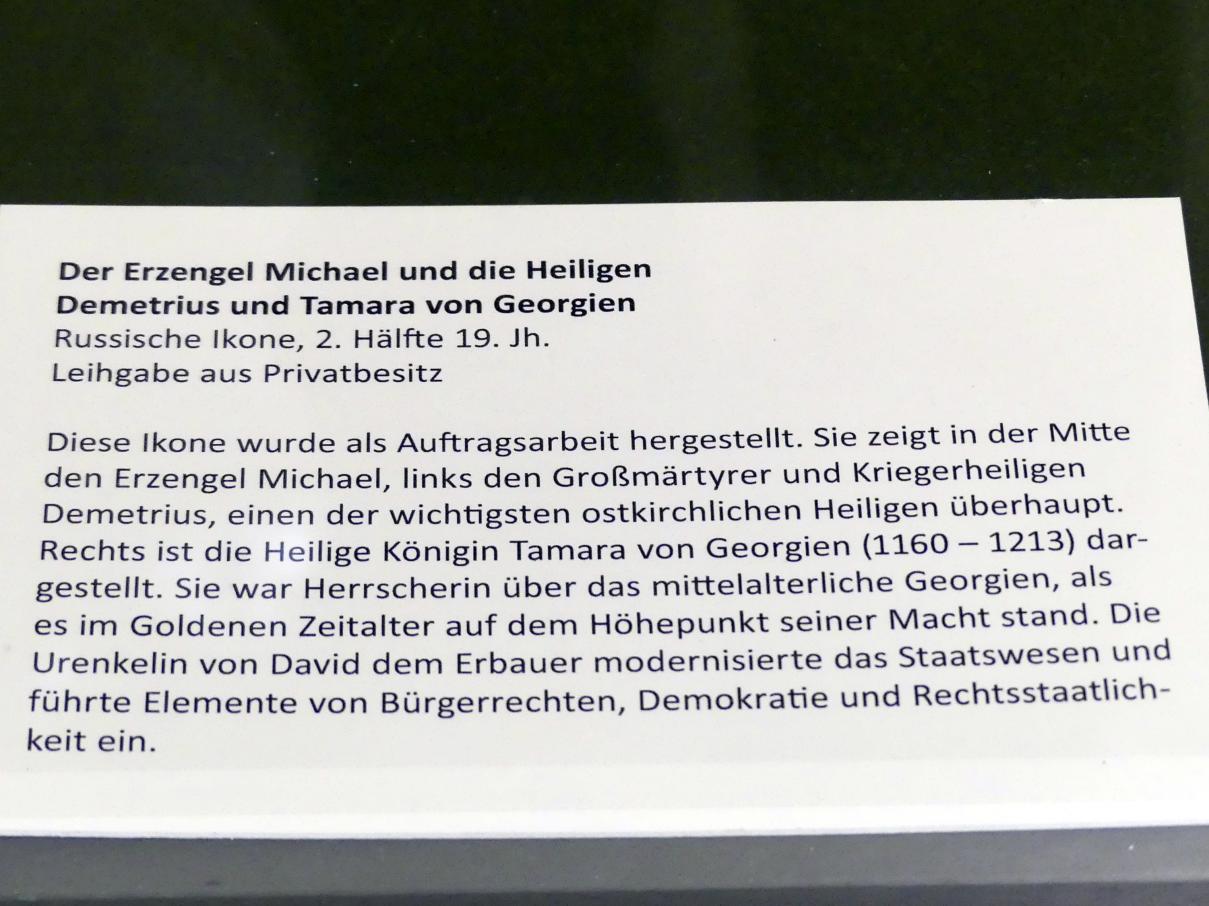 Der Erzengel Michael und die Heiligen
Demetrius und Tamara von Georgien
Russische Ikone, 2. Hälfte 19. Jh.
Leihgabe aus Privatbesitz
Diese Ikone wurde als Auftragsarbeit hergestellt. Sie zeigt in der Mitte
den Erzengel Michael, links den Großmärtyrer und Kriegerheiligen
Demetrius, einen der wichtigsten ostkirchlichen Heiligen überhaupt.
Rechts ist die Heilige Königin Tamara von Georgien (1160 – 1213) dar-
gestellt. Sie war Herrscherin über das mittelalterliche Georgien, als
es im Goldenen Zeitalter auf dem Höhepunkt seiner Macht stand. Die
Urenkelin von David dem Erbauer modernisierte das Staatswesen und
führte Elemente von Bürgerrechten, Demokratie und Rechtsstaatlich-
keit ein.